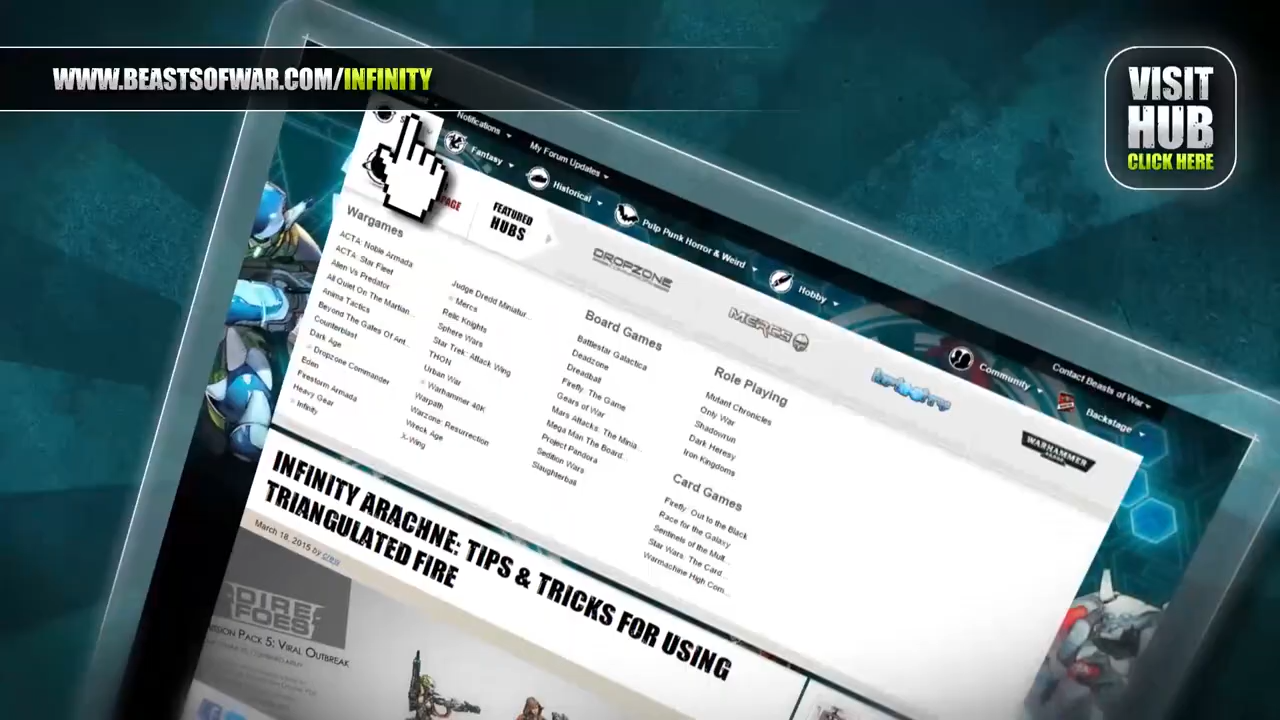 WWW.BEASTSOFWAR.COM/INFINITY
VISIT
HUB
CLICK HERE
Notifications
My Forum Updates
Fantasy
Historical
Pulp Punk Horror & Weird
Hobby
Community
Contact Beasts of War
Backstage
FEATURED
HUBS
DROPZONE
MERCS
Infinity
WARHAMMER
Wargames
ACTA: Noble Armada
ACTA: Star Fleet
Alien Vs Predator
All Quiet On The Martian...
Anima Tactics
Beyond The Gates Of Ant...
Counterblast
Dark Age
Dropzone Commander
Eden
Firestorm Armada
Heavy Gear
Infinity
Judge Dredd Miniatur...
Mercs
Relic Knights
Sphere Wars
Star Trek: Attack Wing
THON
Urban War
Warhammer 40K
Warpath
Warzone: Resurrection
Wreck Age
X-Wing
Board Games
Battlestar Galactica
Deadzone
Dreadball
Firefly: The Game
Gears of War
Mars Attacks: The Minia...
Mega Man The Board...
Project Pandora
Sedition Wars
Slaughterball
Role Playing
Mutant Chronicles
Only War
Shadowrun
Dark Heresy
Iron Kingdoms
Card Games
Firefly: Out to the Black
Race for the Galaxy
Sentinels of the Mult...
Star Wars: The Card...
Warmachine High Com...
INFINITY ARACHNE: TIPS & TRICKS FOR USING
TRIANGULATED FIRE
March 18, 2015 by crew
DIRE
FOES
MISSION PACK 5: VIRAL OUTBREAK